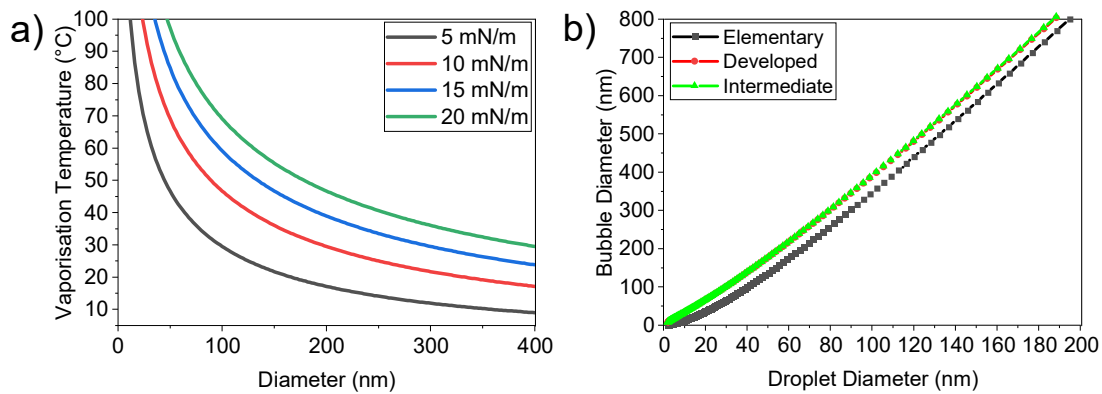 a)
Vaporisation Temperature (°C)
100
90
80
70
60
50
40
30
20
10
5 mN/m
10 mN/m
15 mN/m
20 mN/m
0
100
200
300
400
Diameter (nm)
b)
Bubble Diameter (nm)
800
700
600
500
400
300
200
100
0
Elementary
Developed
Intermediate
0 20 40 60 80 100 120 140 160 180 200
Droplet Diameter (nm)